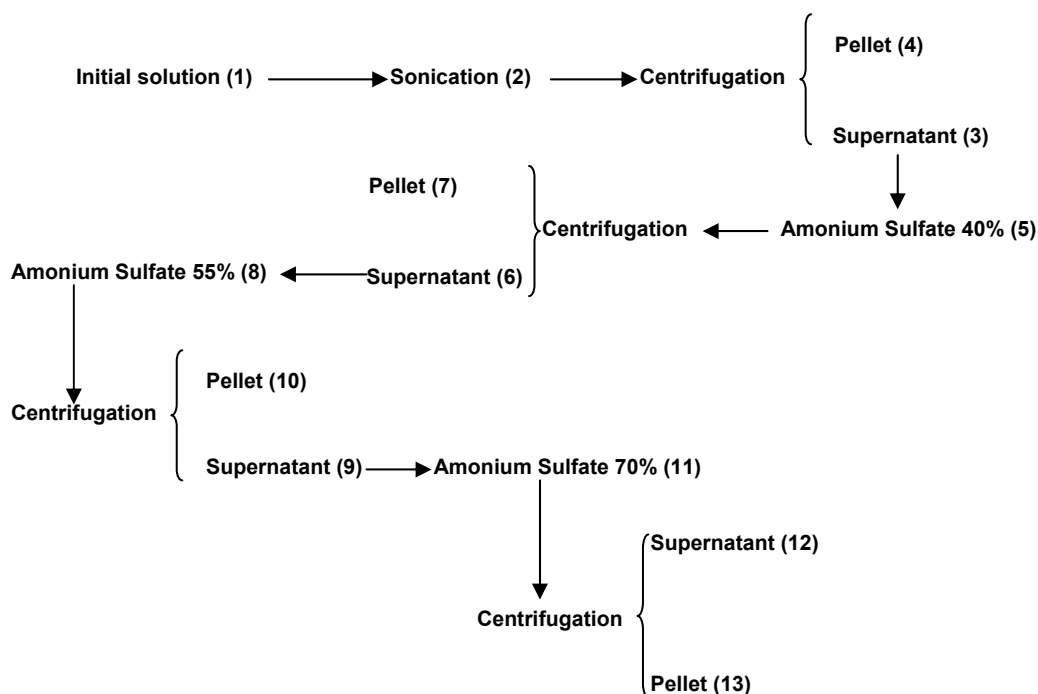 Pellet (4)
Initial solution (1)
Sonication (2)
Centrifugation
Supernatant (3)
Pellet (7)
Centrifugation
Amonium Sulfate 40% (5)
Amonium Sulfate 55% (8)
Supernatant (6)
Pellet (10)
Centrifugation
Supernatant (9)
Amonium Sulfate 70% (11)
Supernatant (12)
Centrifugation
Pellet (13)